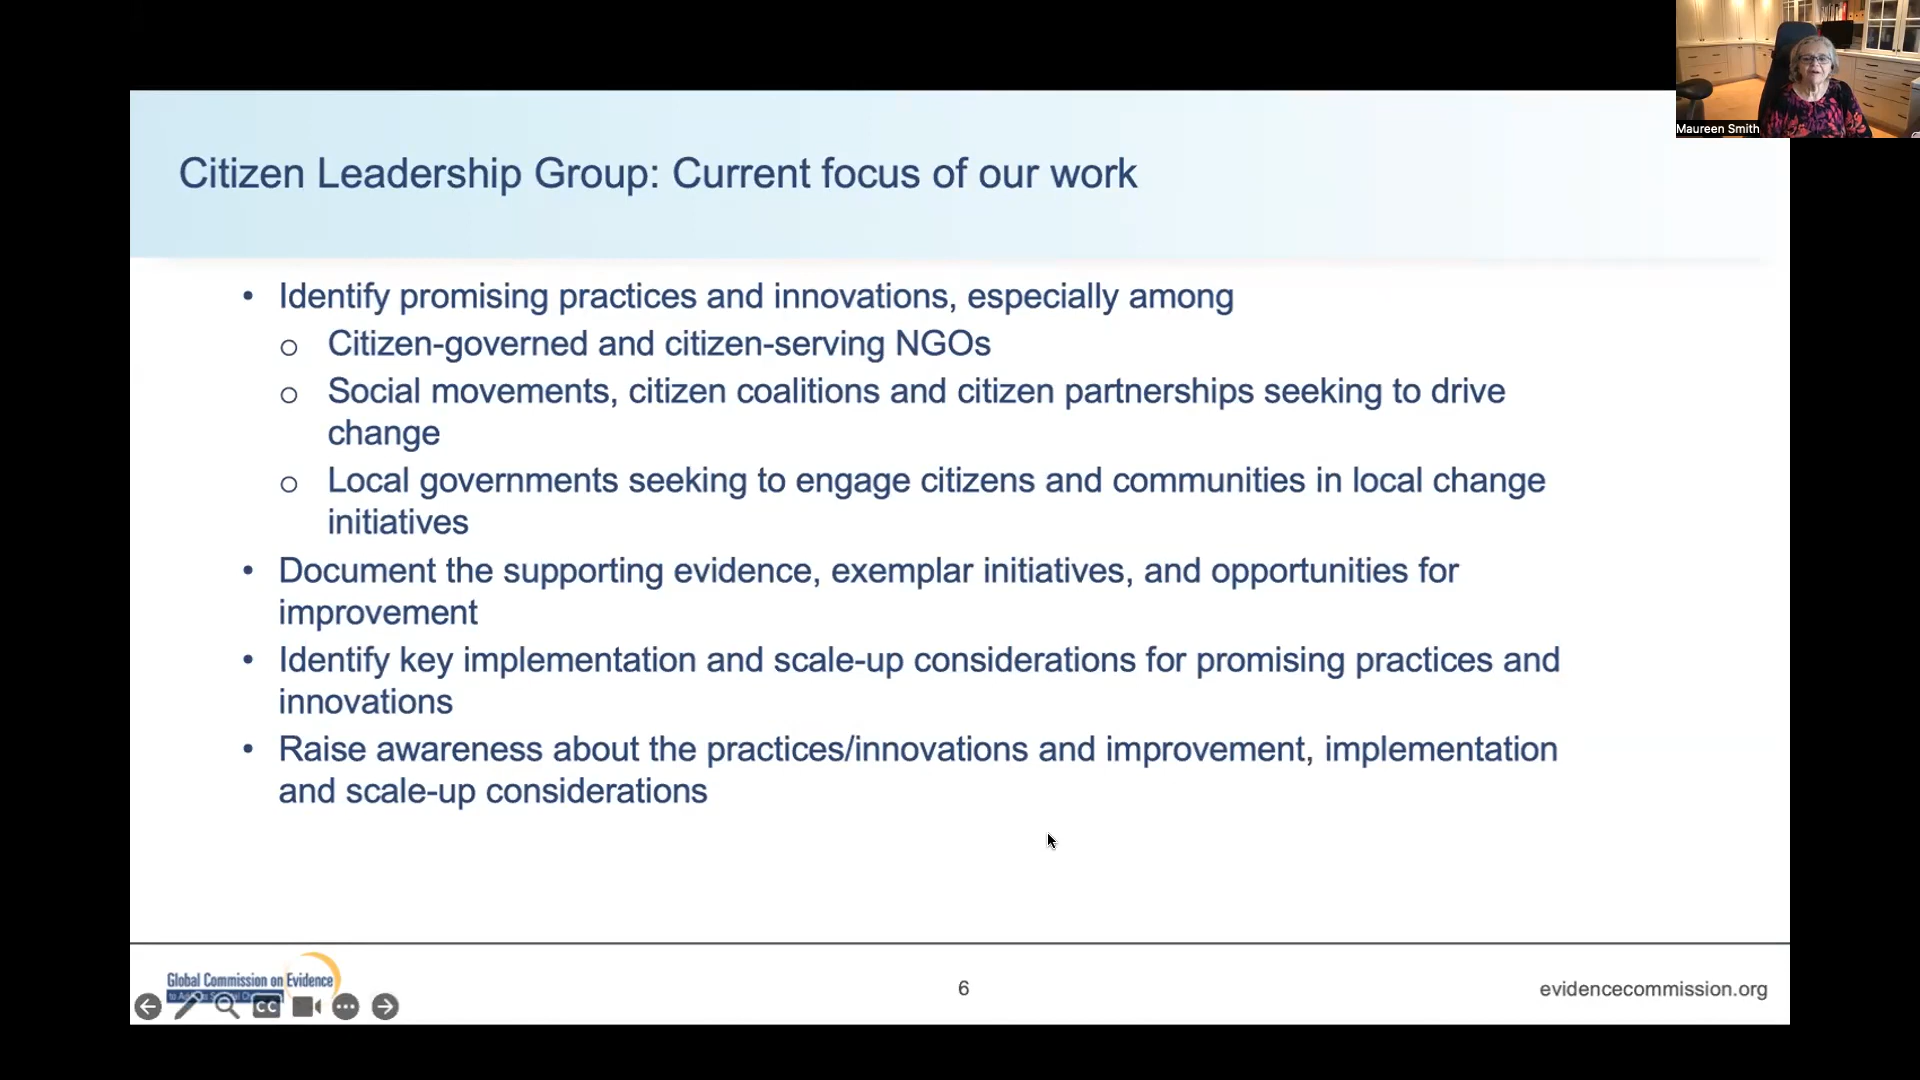 Maureen Smith
Citizen Leadership Group: Current focus of our work
• Identify promising practices and innovations, especially among
o Citizen-governed and citizen-serving NGOs
o Social movements, citizen coalitions and citizen partnerships seeking to drive
change
o Local governments seeking to engage citizens and communities in local change
initiatives
• Document the supporting evidence, exemplar initiatives, and opportunities for
improvement
• Identify key implementation and scale-up considerations for promising practices and
innovations
• Raise awareness about the practices/innovations and improvement, implementation
and scale-up considerations
Global Commission on Evidence
CC
6
evidencecommission.org